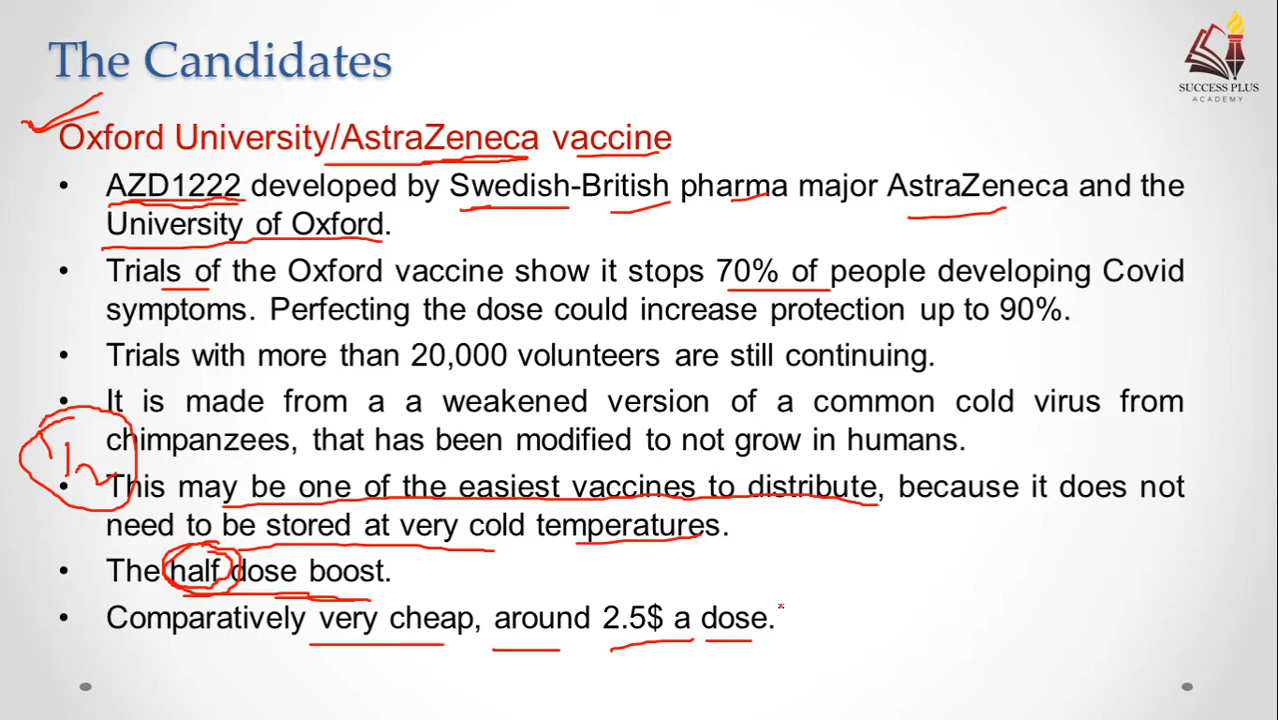 The Candidates
SUCCESS PLUS
ACADEMY
Oxford University/AstraZeneca vaccine
• AZD1222 developed by Swedish-British pharma major AstraZeneca and the
University of Oxford.
• Trials of the Oxford vaccine show it stops 70% of people developing Covid
symptoms. Perfecting the dose could increase protection up to 90%.
• Trials with more than 20,000 volunteers are still continuing.
• It is made from a a weakened version of a common cold virus from
chimpanzees, that has been modified to not grow in humans.
1/2
• This may be one of the easiest vaccines to distribute, because it does not
need to be stored at very cold temperatures.
• The half dose boost.
• Comparatively very cheap, around 2.5$ a dose.